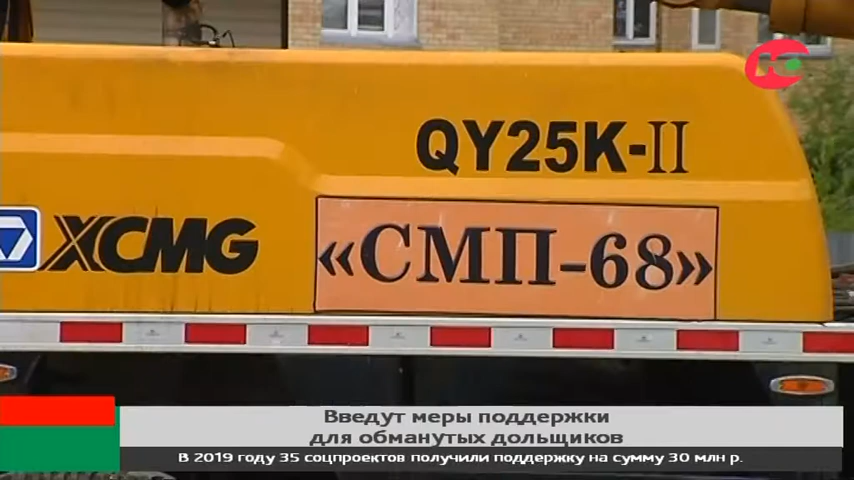 QY25K-II
XCMG
«СМП-68»
Введут меры поддержки
для обманутых дольщиков
В 2019 году 35 соцпроектов получили поддержку на сумму 30 млн р.